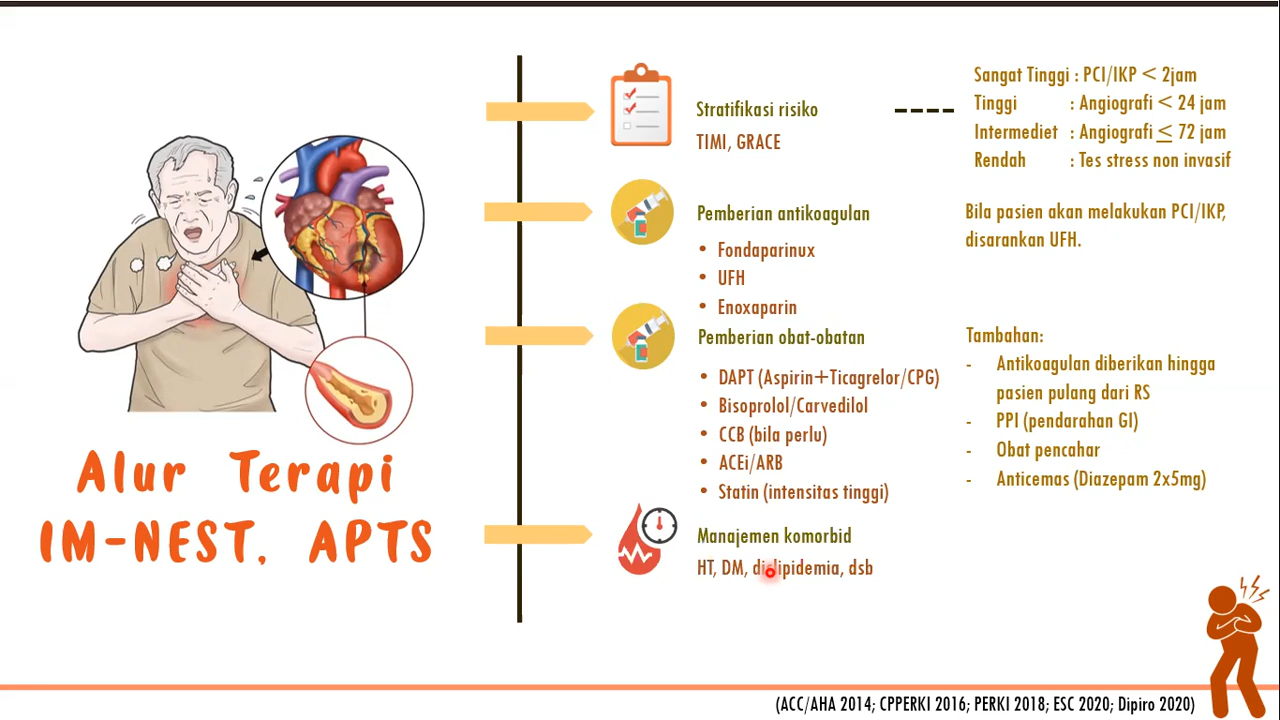 Alur Terapi
IM-NEST, APTS
Stratifikasi risiko
TIMI, GRACE
Sangat Tinggi : PCI/IKP < 2jam
Tinggi : Angiografi < 24 jam
Intermediet : Angiografi ≤ 72 jam
Rendah : Tes stress non invasif
Pemberian antikoagulan
• Fondaparinux
• UFH
• Enoxaparin
Bila pasien akan melakukan PCI/IKP,
disarankan UFH.
Pemberian obat-obatan
• DAPT (Aspirin+Ticagrelor/CPG)
• Bisoprolol/Carvedilol
• CCB (bila perlu)
• ACEi/ARB
• Statin (intensitas tinggi)
Tambahan:
- Antikoagulan diberikan hingga
pasien pulang dari RS
- PPI (pendarahan GI)
- Obat pencahar
- Anticemas (Diazepam 2x5mg)
Manajemen komorbid
HT, DM, dislipidemia, dsb
(ACC/AHA 2014; CPPERKI 2016; PERKI 2018; ESC 2020; Dipiro 2020)